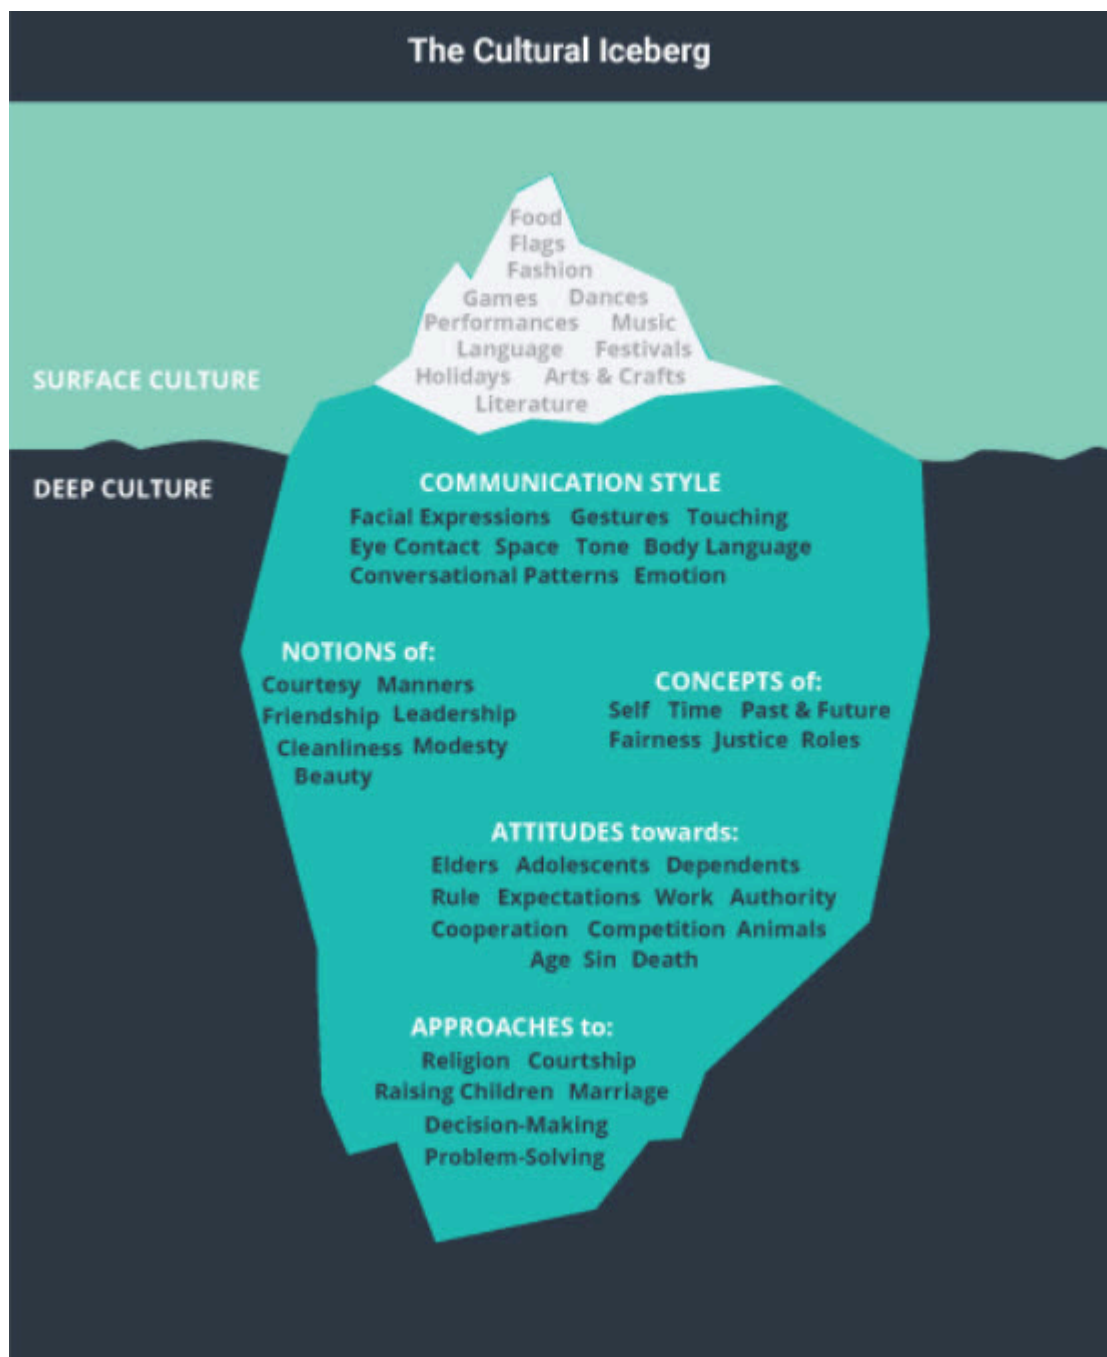 The Cultural Iceberg
Food
Flags
Fashion
Games Dances
Performances Music
Language Festivals
Holidays Arts & Crafts
Literature
SURFACE CULTURE
DEEP CULTURE
COMMUNICATION STYLE
Facial Expressions Gestures Touching
Eye Contact Space Tone Body Language
Conversational Patterns Emotion
NOTIONS of:
Courtesy Manners
Friendship Leadership
Cleanliness Modesty
Beauty
CONCEPTS of:
Self Time Past & Future
Fairness Justice Roles
ATTITUDES towards:
Elders Adolescents Dependents
Rule Expectations Work Authority
Cooperation Competition Animals
Age Sin Death
APPROACHES to:
Religion Courtship
Raising Children Marriage
Decision-Making
Problem-Solving